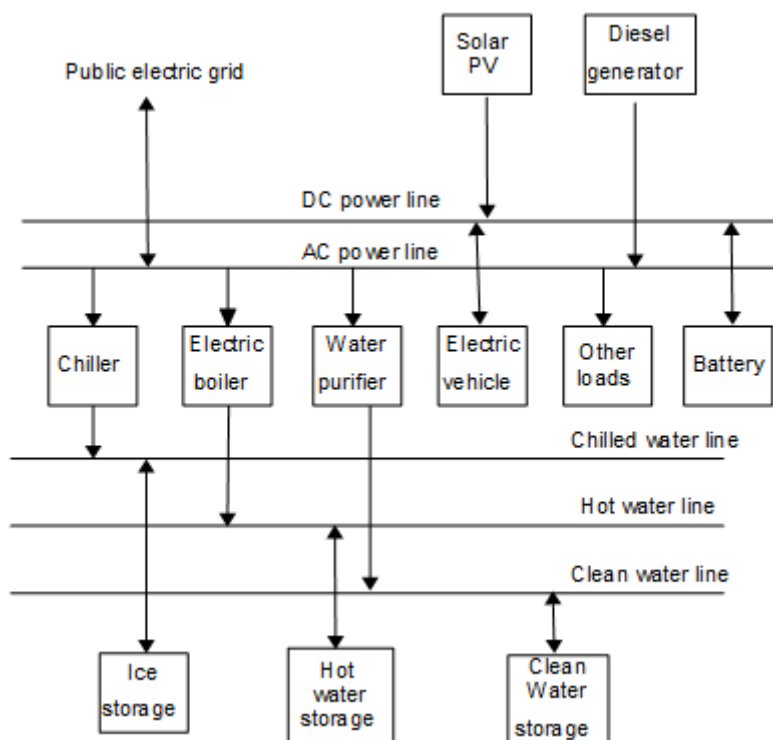 Solar
PV
Diesel
generator
Public electric grid
DC power line
AC power line
Chiller
Electric
boiler
Water
purifier
Electric
vehicle
Other
loads
Battery
Chilled water line
Hot water line
Clean water line
Ice
storage
Hot
water
storage
Clean
Water
storage